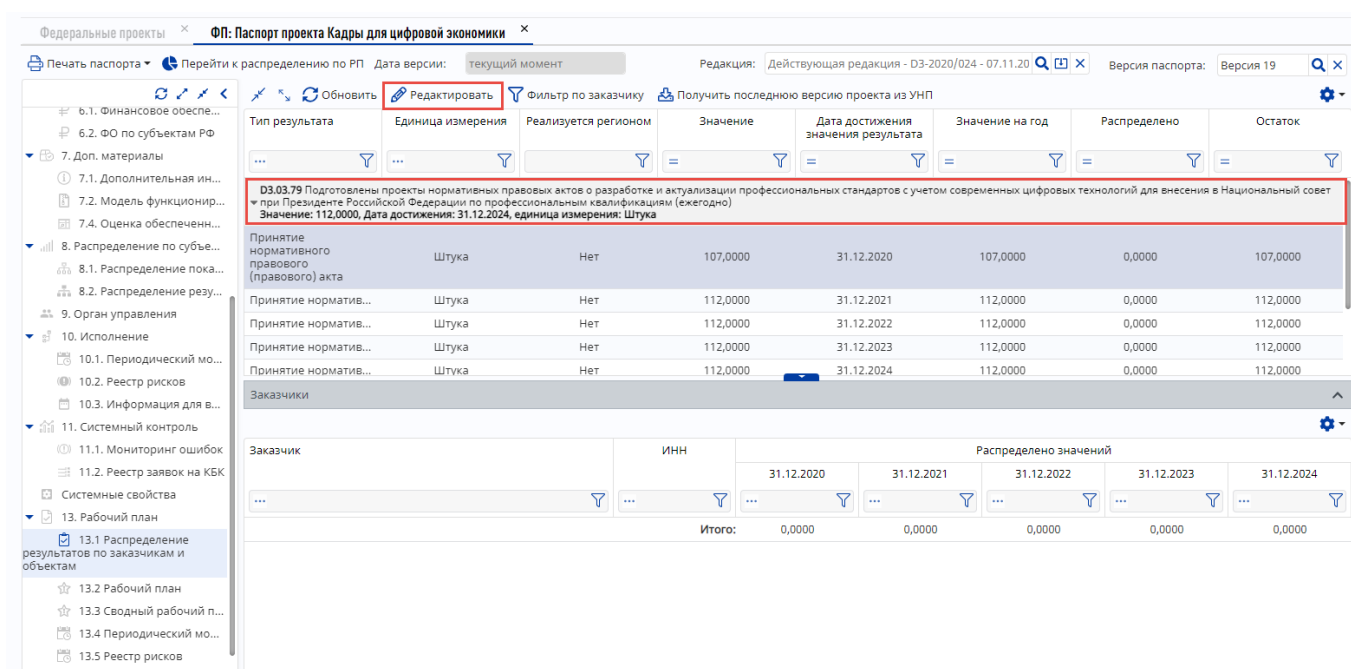 Федеральные проекты × ФП: Паспорт проекта Кадры для цифровой экономики ×
Печать паспорта Перейти к распределению по РП Дата версии: текущий момент Редакция: Действующая редакция - D3-2020/024 - 07.11.20 Версия паспорта: Версия 19
Обновить Редактировать Фильтр по заказчику Получить последнюю версию проекта из УНП
6.1. Финансовое обеспе...
6.2. ФО по субъектам РФ
7. Доп. материалы
7.1. Дополнительная ин...
7.2. Модель функционир...
7.4. Оценка обеспеченн...
8. Распределение по субъе...
8.1. Распределение пока...
8.2. Распределение резу...
9. Орган управления
10. Исполнение
10.1. Периодический мо...
10.2. Реестр рисков
10.3. Информация для в...
11. Системный контроль
11.1. Мониторинг ошибок
11.2. Реестр заявок на КБК
Системные свойства
13. Рабочий план
13.1 Распределение
результатов по заказчикам и
объектам
13.2 Рабочий план
13.3 Сводный рабочий п...
13.4 Периодический мо...
13.5 Реестр рисков
Тип результата Единица измерения Реализуется регионом Значение Дата достижения Значение на год Распределено Остаток
значения результата
... ... = = = = =
D3.03.79 Подготовлены проекты нормативных правовых актов о разработке и актуализации профессиональных стандартов с учетом современных цифровых технологий для внесения в Национальный совет
при Президенте Российской Федерации по профессиональным квалификациям (ежегодно)
Значение: 112,0000, Дата достижения: 31.12.2024, единица измерения: Штука
Принятие
нормативного
правового
(правового) акта
Штука Нет 107,0000 31.12.2020 107,0000 0,0000 107,0000
Принятие норматив... Штука Нет 112,0000 31.12.2021 112,0000 0,0000 112,0000
Принятие норматив... Штука Нет 112,0000 31.12.2022 112,0000 0,0000 112,0000
Принятие норматив... Штука Нет 112,0000 31.12.2023 112,0000 0,0000 112,0000
Принятие норматив... Штука Нет 112,0000 31.12.2024 112,0000 0,0000 112,0000
Заказчики
Заказчик ИНН Распределено значений
31.12.2020 31.12.2021 31.12.2022 31.12.2023 31.12.2024
... ... ... ... ... ... ...
Итого: 0,0000 0,0000 0,0000 0,0000 0,0000